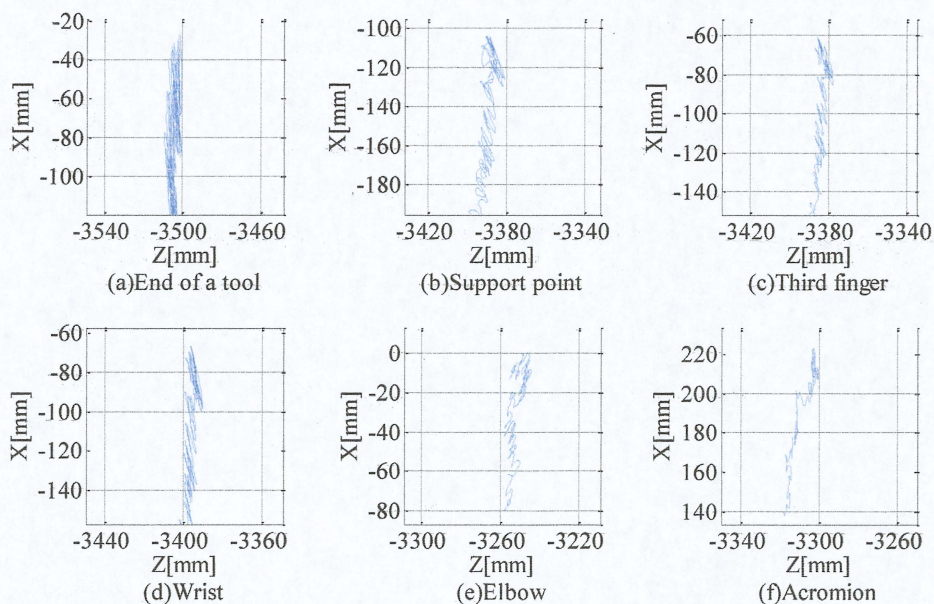 -20
-40
-60
-80
-100
X[mm]
-3540 -3500 -3460
Z[mm]
(a)End of a tool
-100
-120
-140
-160
-180
X[mm]
-3420 -3380 -3340
Z[mm]
(b)Support point
-60
-80
-100
-120
-140
X[mm]
-3420 -3380 -3340
Z[mm]
(c)Third finger
-60
-80
-100
-120
-140
X[mm]
-3440 -3400 -3360
Z[mm]
(d)Wrist
0
-20
-40
-60
-80
X[mm]
-3300 -3260 -3220
Z[mm]
(e)Elbow
220
200
180
160
140
X[mm]
-3340 -3300 -3260
Z[mm]
(f)Acromion